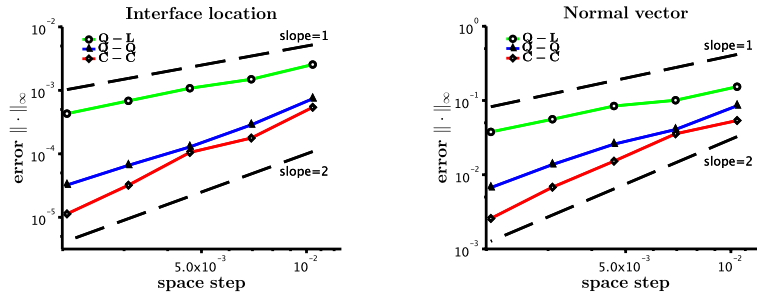 Interface location
10⁻²
10⁻³
10⁻⁴
10⁻⁵
error ‖ · ‖∞
Q – L
Q – Q
C – C
slope=1
slope=2
5.0x10⁻³
10⁻²
space step
Normal vector
10⁰
10⁻¹
10⁻²
10⁻³
error ‖ · ‖∞
Q – L
Q – Q
C – C
slope=1
slope=2
5.0x10⁻³
10⁻²
space step